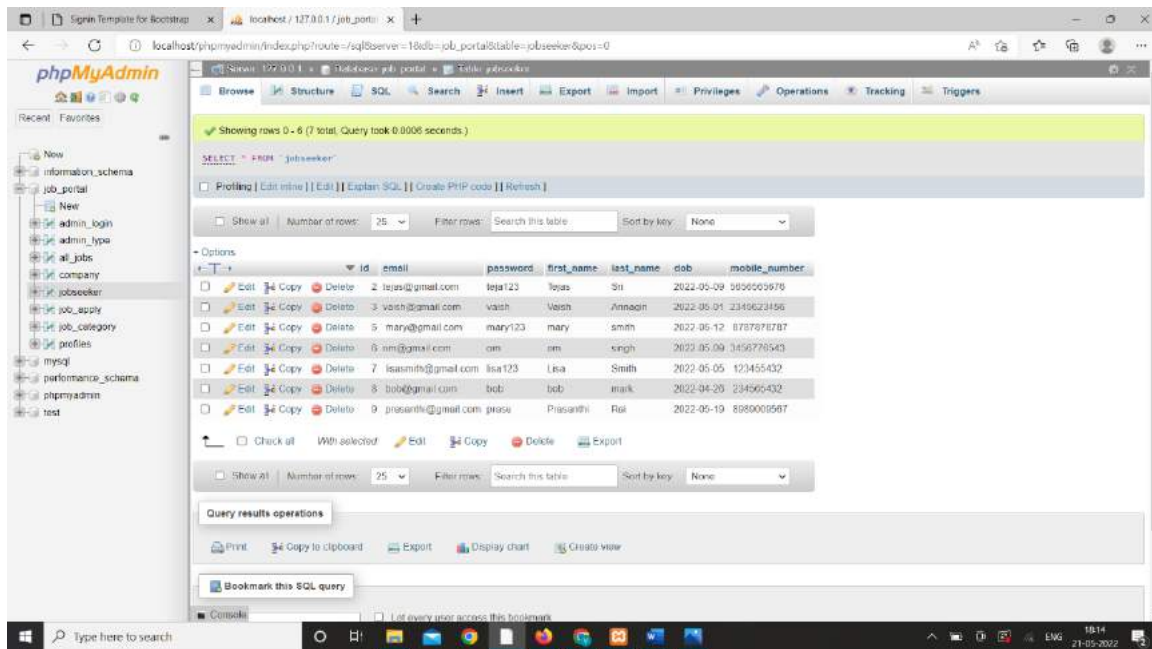 Signin Template for Bootstrap
localhost / 127.0.0.1 / job_porta
localhost/phpmyadmin/index.php?route=/sql&server=1&db=job_portal&table=jobseeker&pos=0
phpMyAdmin
Recent Favorites
New
information_schema
job_portal
New
admin_login
admin_type
all_jobs
company
jobseeker
job_apply
job_category
profiles
mysql
performance_schema
phpmyadmin
test
Server: 127.0.0.1 » Database: job_portal » Table: jobseeker
Browse Structure SQL Search Insert Export Import Privileges Operations Tracking Triggers
Showing rows 0 - 6 (7 total, Query took 0.0006 seconds.)
SELECT * FROM `jobseeker`
Profiling [ Edit inline ] [ Edit ] [ Explain SQL ] [ Create PHP code ] [ Refresh ]
Show all Number of rows: 25 Filter rows: Search this table Sort by key: None
+ Options
id email password first_name last_name dob mobile_number
Edit Copy Delete 2 tejas@gmail.com teja123 Tejas Sri 2022-05-09
Edit Copy Delete 3 vaish@gmail.com vaish Vaish 2022-05-01
Edit Copy Delete 5 mary@gmail.com mary123 mary smith 2022-05-12 8787878787
Edit Copy Delete 6 om@gmail.com om om singh 2022-05-09
Edit Copy Delete 7 lisasmith@gmail.com lisa123 Lisa Smith 2022-05-05 123455432
Edit Copy Delete 8 bob@gmail.com bob bob mark 2022-04-26
Edit Copy Delete 9 prasanthi@gmail.com prasu Prasanthi 2022-05-19
Check all With selected: Edit Copy Delete Export
Show all Number of rows: 25 Filter rows: Search this table Sort by key: None
Query results operations
Print Copy to clipboard Export Display chart Create view
Bookmark this SQL query
Console
Let every user access this bookmark
Type here to search
ENG
18:14
21-05-2022